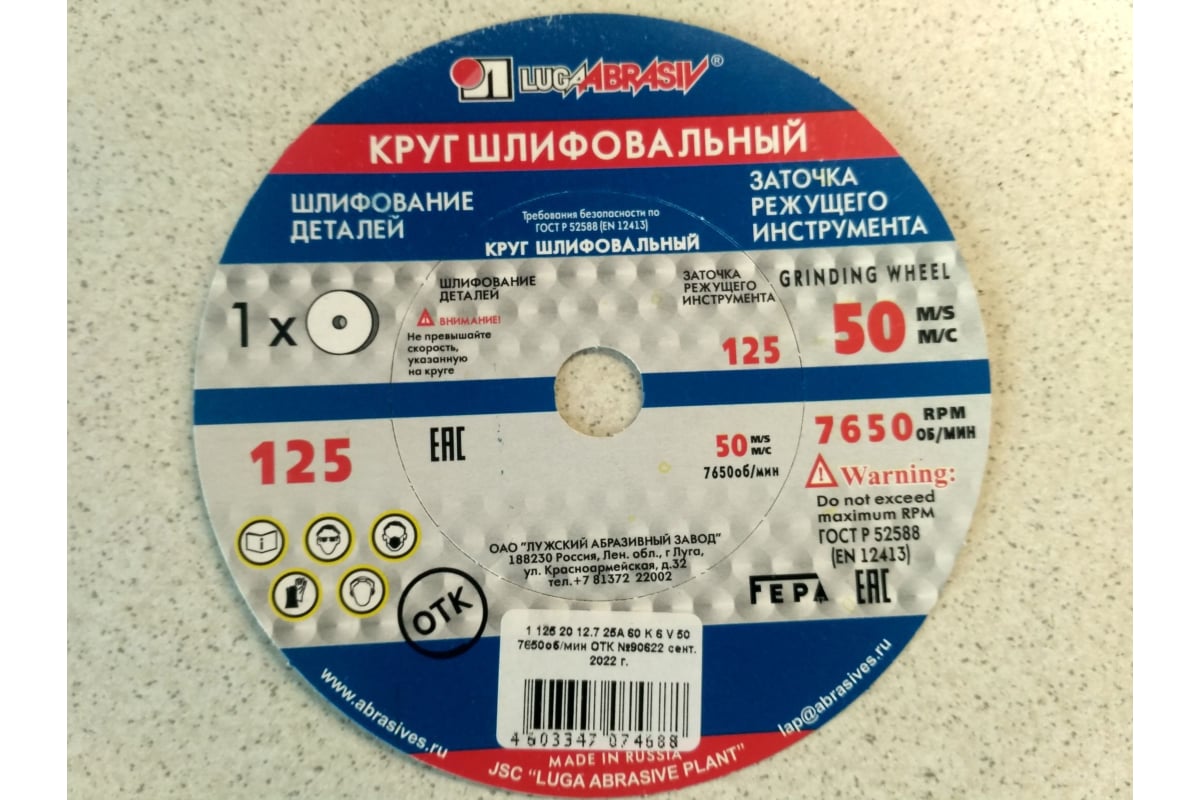 LUGAABRASIV®
КРУГ ШЛИФОВАЛЬНЫЙ
ШЛИФОВАНИЕ
ДЕТАЛЕЙ
Требования безопасности по
ГОСТ Р 52588 (EN 12413)
КРУГ ШЛИФОВАЛЬНЫЙ
ЗАТОЧКА
РЕЖУЩЕГО
ИНСТРУМЕНТА
ШЛИФОВАНИЕ
ДЕТАЛЕЙ
ЗАТОЧКА
РЕЖУЩЕГО
ИНСТРУМЕНТА
GRINDING WHEEL
1 x
ВНИМАНИЕ!
Не превышайте
скорость,
указанную
на круге
125
50 M/S
М/С
125
EAC
50 M/S
М/С
7650об/мин
7650 RPM
ОБ/МИН
Warning:
Do not exceed
maximum RPM
ГОСТ Р 52588
(EN 12413)
FEPA EAC
ОАО "ЛУЖСКИЙ АБРАЗИВНЫЙ ЗАВОД"
188230 Россия, Лен. обл., г Луга,
ул. Красноармейская, д.32
тел.+7 81372 22002
ОТК
1 125 20 12.7 25А 60 K 6 V 50
7650об/мин ОТК №90622 сент.
2022 г.
4603347 074688
www.abrasives.ru
lap@abrasives.ru
MADE IN RUSSIA
JSC "LUGA ABRASIVE PLANT"